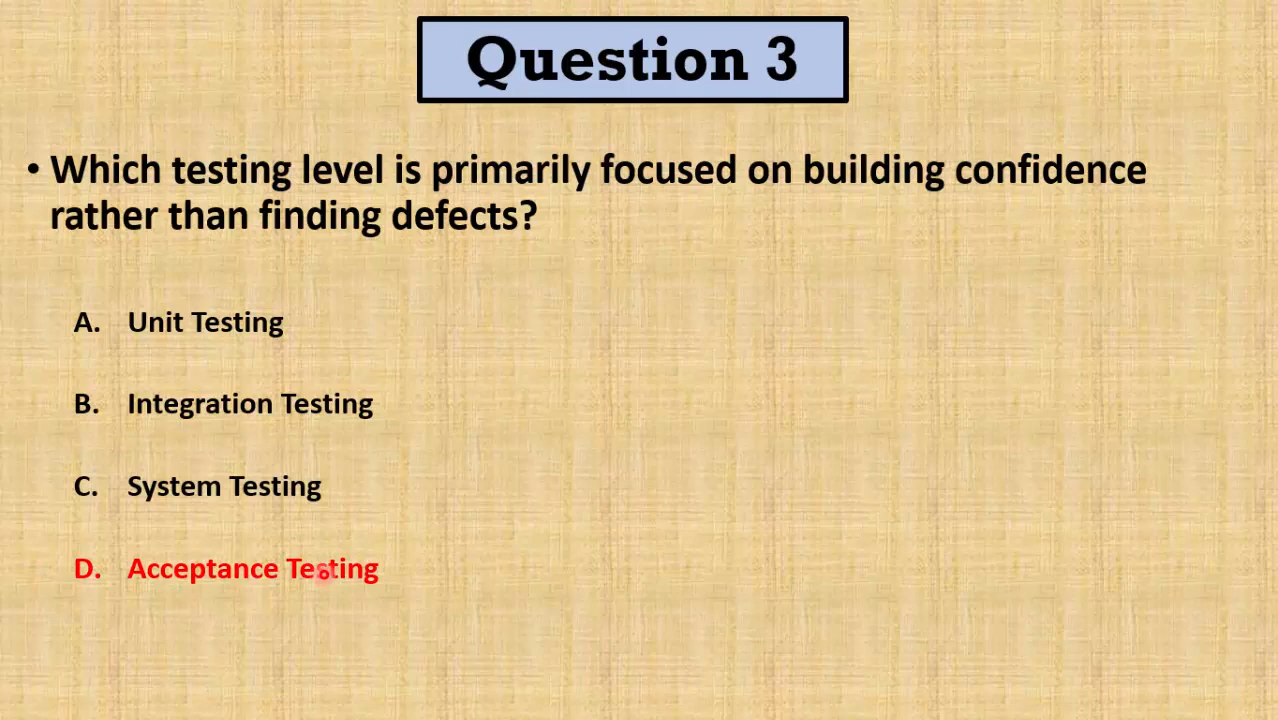 Question 3
• Which testing level is primarily focused on building confidence
rather than finding defects?
A. Unit Testing
B. Integration Testing
C. System Testing
D. Acceptance Testing